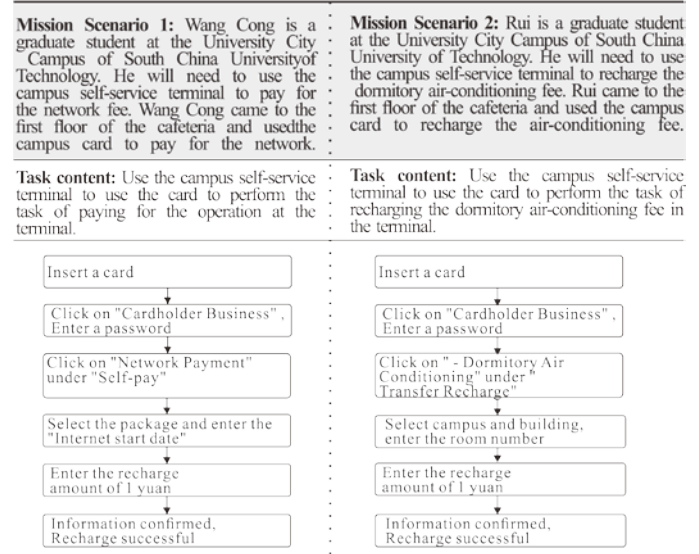 Mission Scenario 1: Wang Cong is a
graduate student at the University City
Campus of South China Universityof
Technology. He will need to use the
campus self-service terminal to pay for
the network fee. Wang Cong came to the
first floor of the cafeteria and usedthe
campus card to pay for the network.
Task content: Use the campus self-service
terminal to use the card to perform the
task of paying for the operation at the
terminal.
Insert a card
Click on "Cardholder Business" ,
Enter a password
Click on "Network Payment"
under "Self-pay"
Select the package and enter the
"Internet start date"
Enter the recharge
amount of 1 yuan
Information confirmed,
Recharge successful
Mission Scenario 2: Rui is a graduate student
at the University City Campus of South China
University of Technology. He will need to use
the campus self-service terminal to recharge the
dormitory air-conditioning fee. Rui came to the
first floor of the cafeteria and used the campus
card to recharge the air-conditioning fee.
Task content: Use the campus self-service
terminal to use the card to perform the task of
recharging the dormitory air-conditioning fee in
the terminal.
Insert a card
Click on "Cardholder Business" ,
Enter a password
Click on " - Dormitory Air
Conditioning" under "
Transfer Recharge"
Select campus and building,
enter the room number
Enter the recharge
amount of 1 yuan
Information confirmed,
Recharge successful